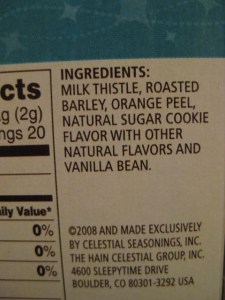 cts
g (2g)
ngs 20
ily Value*
0%
0%
0%
INGREDIENTS:
MILK THISTLE, ROASTED
BARLEY, ORANGE PEEL,
NATURAL SUGAR COOKIE
FLAVOR WITH OTHER
NATURAL FLAVORS AND
VANILLA BEAN.
©2008 AND MADE EXCLUSIVELY
BY CELESTIAL SEASONINGS, INC.
THE HAIN CELESTIAL GROUP, INC.
4600 SLEEPYTIME DRIVE
BOULDER, CO 80301-3292 USA